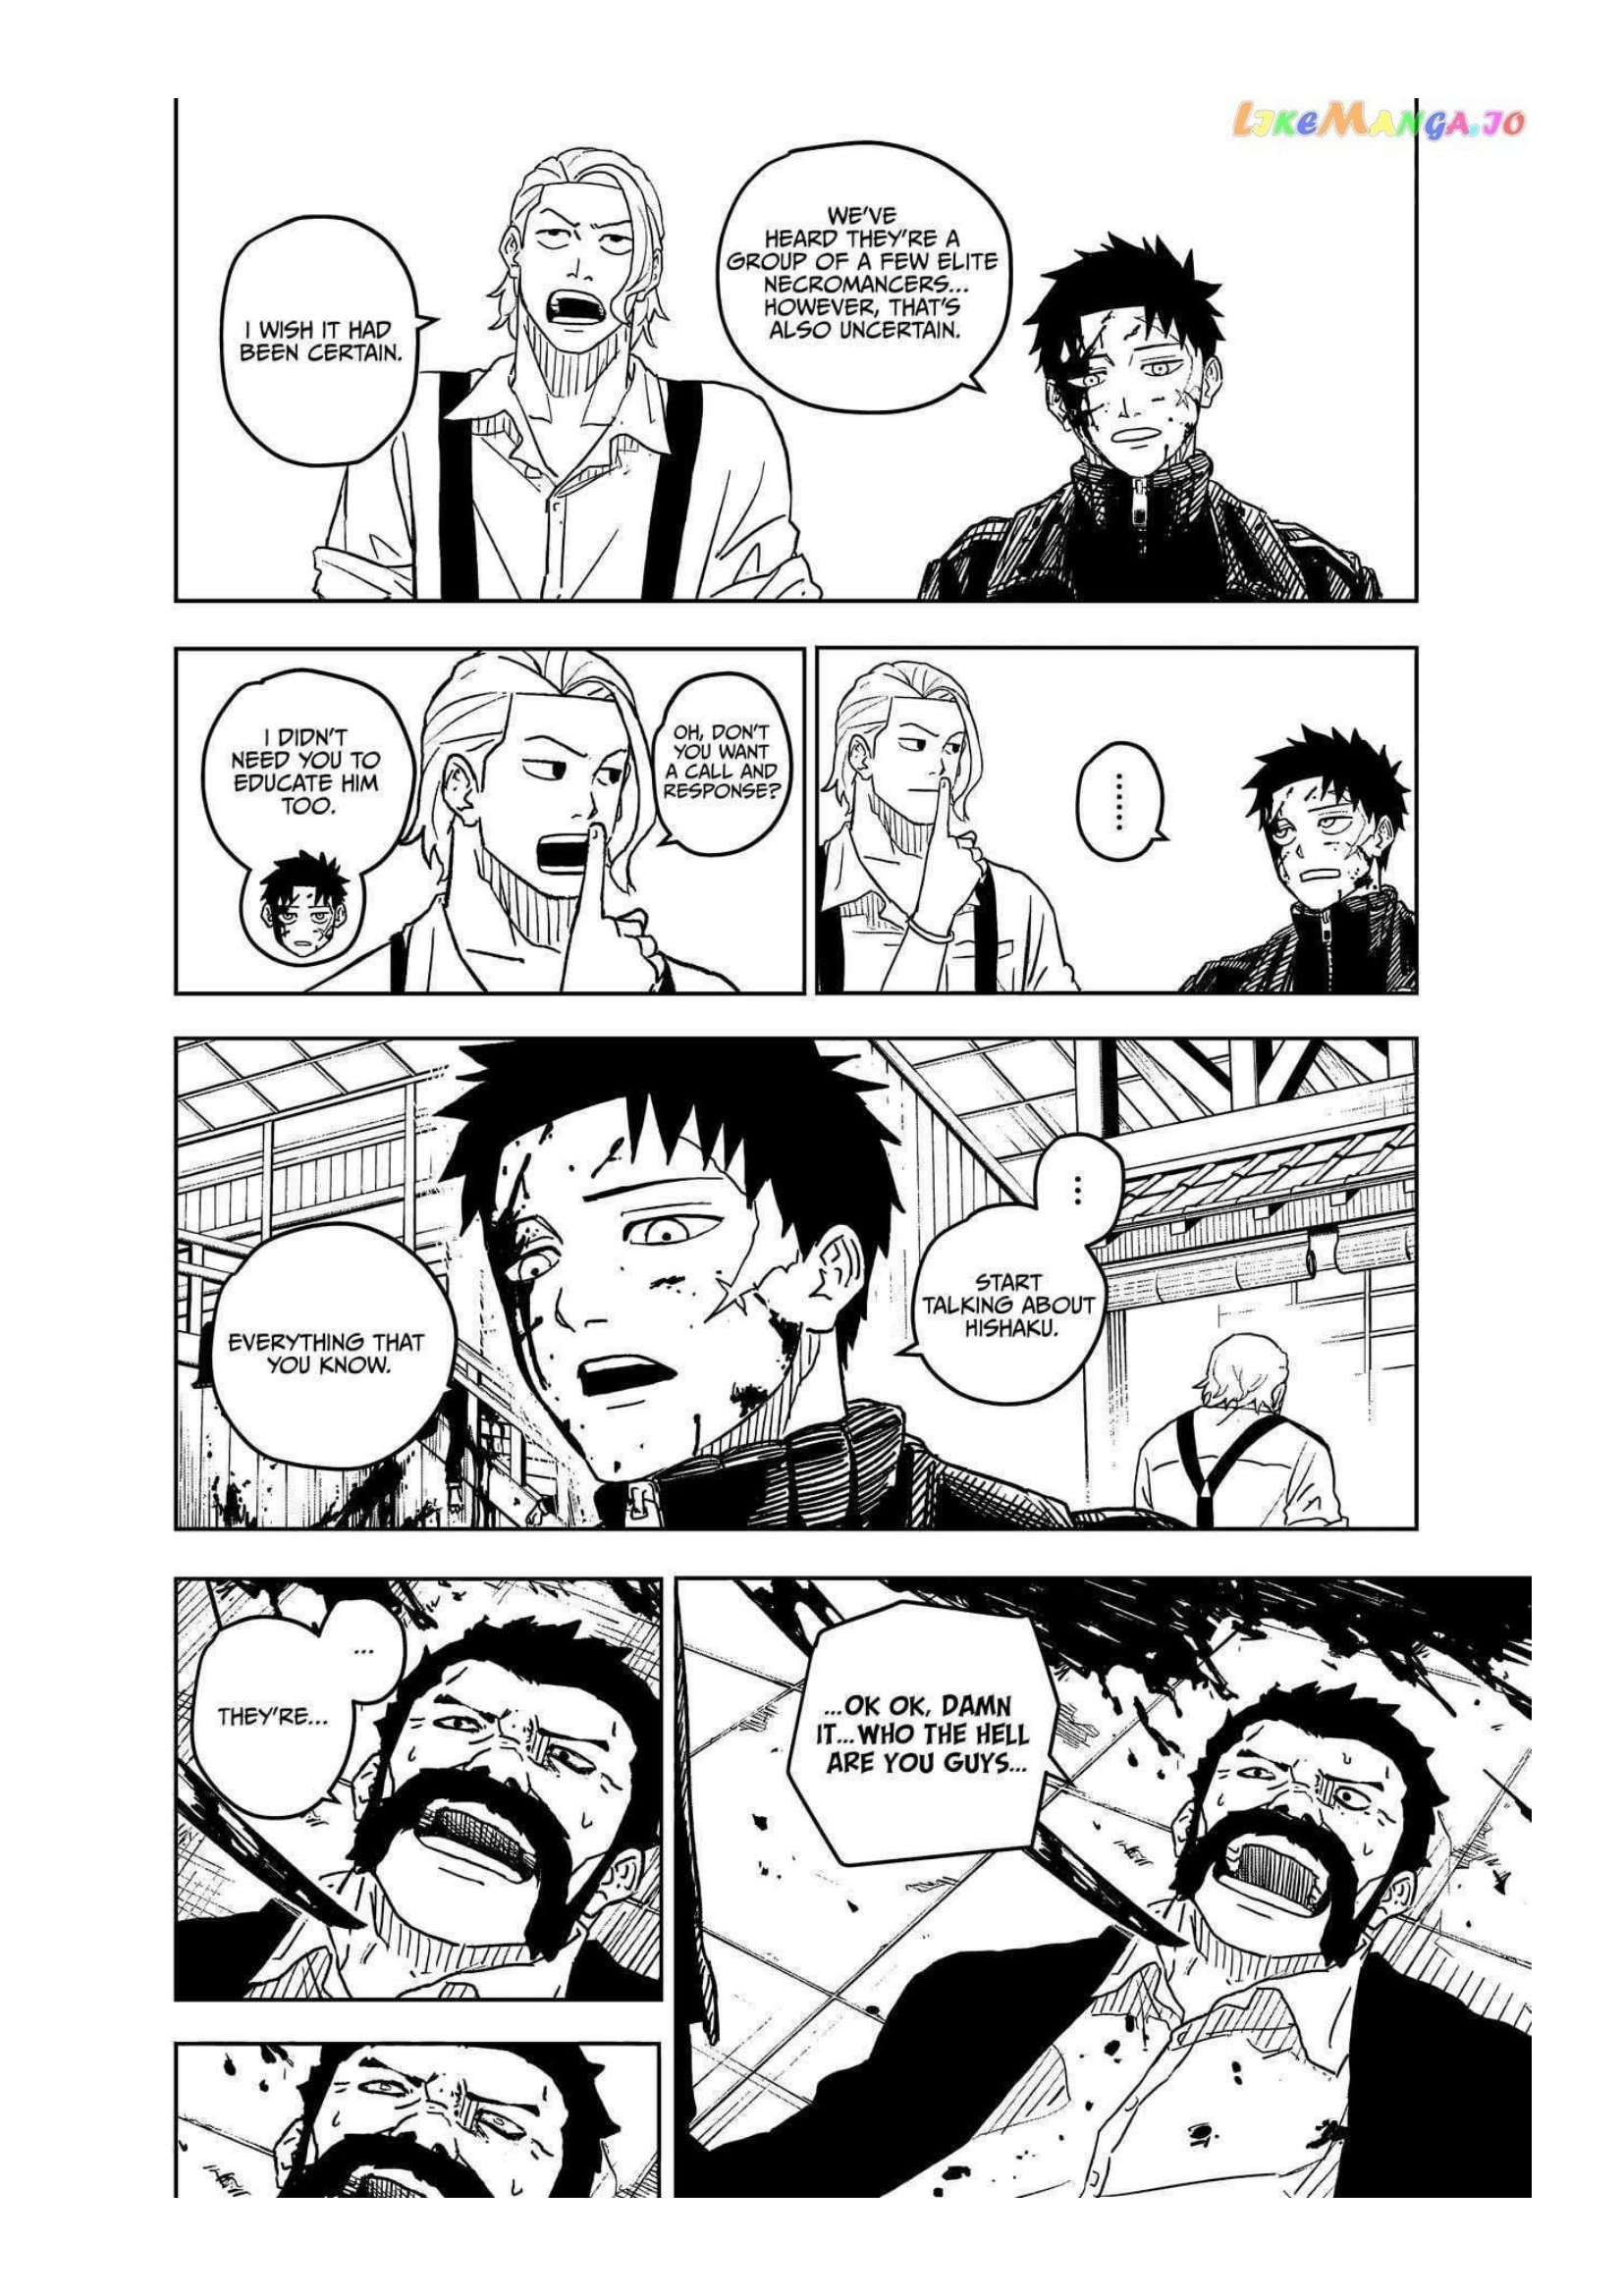 LIKEMANGA.IO
WE'VE
HEARD THEY'RE A
GROUP OF A FEW ELITE
NECROMANCERS...
HOWEVER, THAT'S
ALSO UNCERTAIN.
I WISH IT HAD
BEEN CERTAIN.
......
OH, DON'T
YOU WANT
A CALL AND
RESPONSE?
I DIDN'T
NEED YOU TO
EDUCATE HIM
TOO.
...
START
TALKING ABOUT
HISHAKU.
EVERYTHING THAT
YOU KNOW.
...OK OK, DAMN
IT...WHO THE HELL
ARE YOU GUYS...
...
THEY'RE...